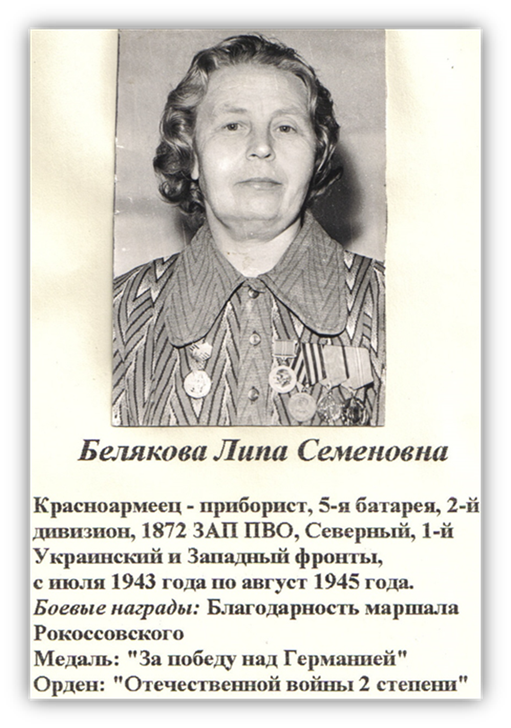 Белякова Липа Семеновна
Красноармеец - приборист, 5-я батарея, 2-й
дивизион, 1872 ЗАП ПВО, Северный, 1-й
Украинский и Западный фронты,
с июля 1943 года по август 1945 года.
Боевые награды: Благодарность маршала
Рокоссовского
Медаль: "За победу над Германией"
Орден: "Отечественной войны 2 степени"